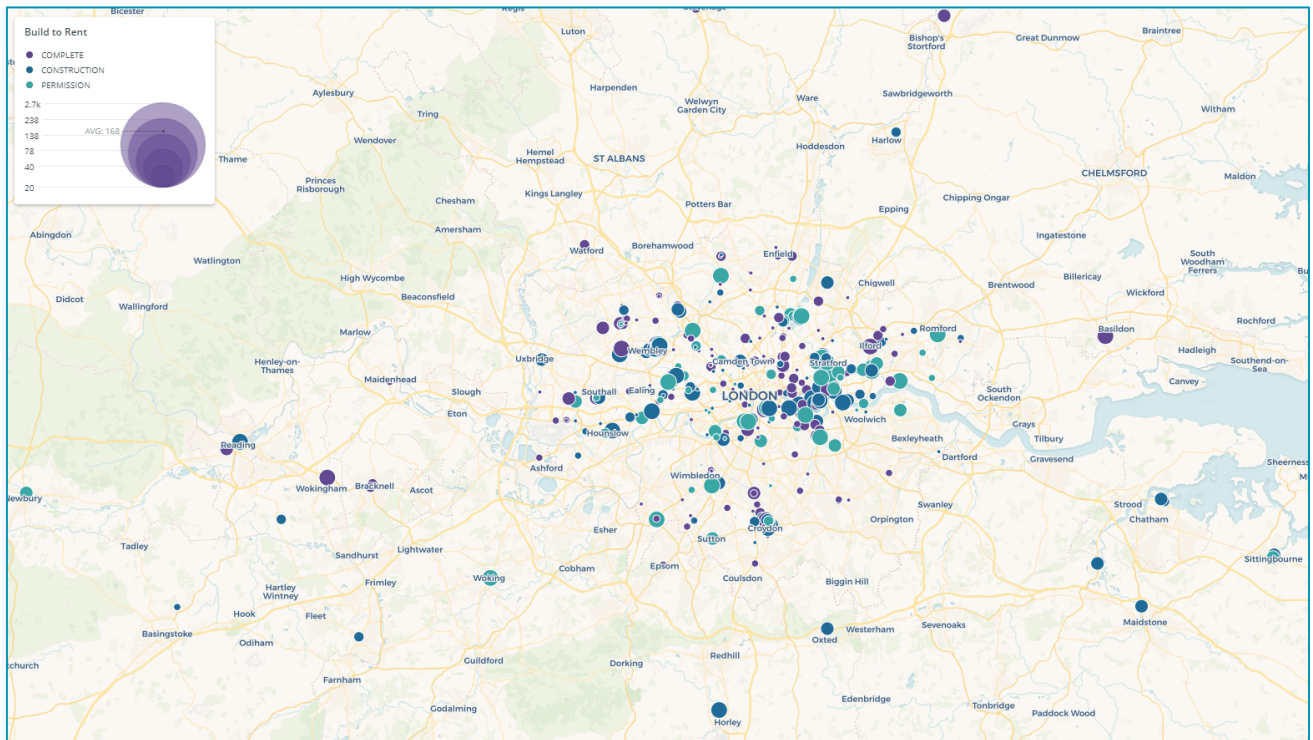 Bicester
Luton
Bishop's
Stortford
Great Dunmow
Braintree
Build to Rent
COMPLETE
CONSTRUCTION
PERMISSION
2.7k
238
AVG: 168
138
78
40
20
Aylesbury
Harpenden
Welwyn
Garden City
Ware
Sawbridgeworth
Witham
Tring
Wendover
Thame
Hemel
Hempstead
ST ALBANS
Hoddesdon
Harlow
CHELMSFORD
Maldon
Princes
Risborough
Chesham
Kings Langley
Potters Bar
Epping
Chipping Ongar
Abingdon
Amersham
Watford
Borehamwood
Enfield
Ingatestone
Watlington
High Wycombe
Chigwell
Brentwood
Billericay
South
Woodham
Ferrers
Didcot
Wallingford
Beaconsfield
Wickford
Marlow
Romford
Basildon
Rochford
Henley-on-
Thames
Uxbridge
Wembley
Camden Town
Stratford
Ilford
Hadleigh
Southend-on-
Sea
Maidenhead
Slough
Southall
Ealing
LONDON
South
Ockendon
Canvey
Eton
Hounslow
Woolwich
Grays
Reading
Bexleyheath
Tilbury
Ashford
Dartford
Gravesend
Sheerness
Wokingham
Bracknell
Ascot
Wimbledon
Newbury
Swanley
Strood
Chatham
Esher
Croydon
Orpington
Tadley
Sandhurst
Lightwater
Sutton
Sittingbourne
Cobham
Epsom
Coulsdon
Biggin Hill
Hartley
Wintney
Frimley
Woking
Hook
Fleet
Basingstoke
Odiham
Oxted
Westerham
Sevenoaks
Maidstone
Guildford
Dorking
Redhill
Farnham
Godalming
Horley
Edenbridge
Tonbridge
Paddock Wood